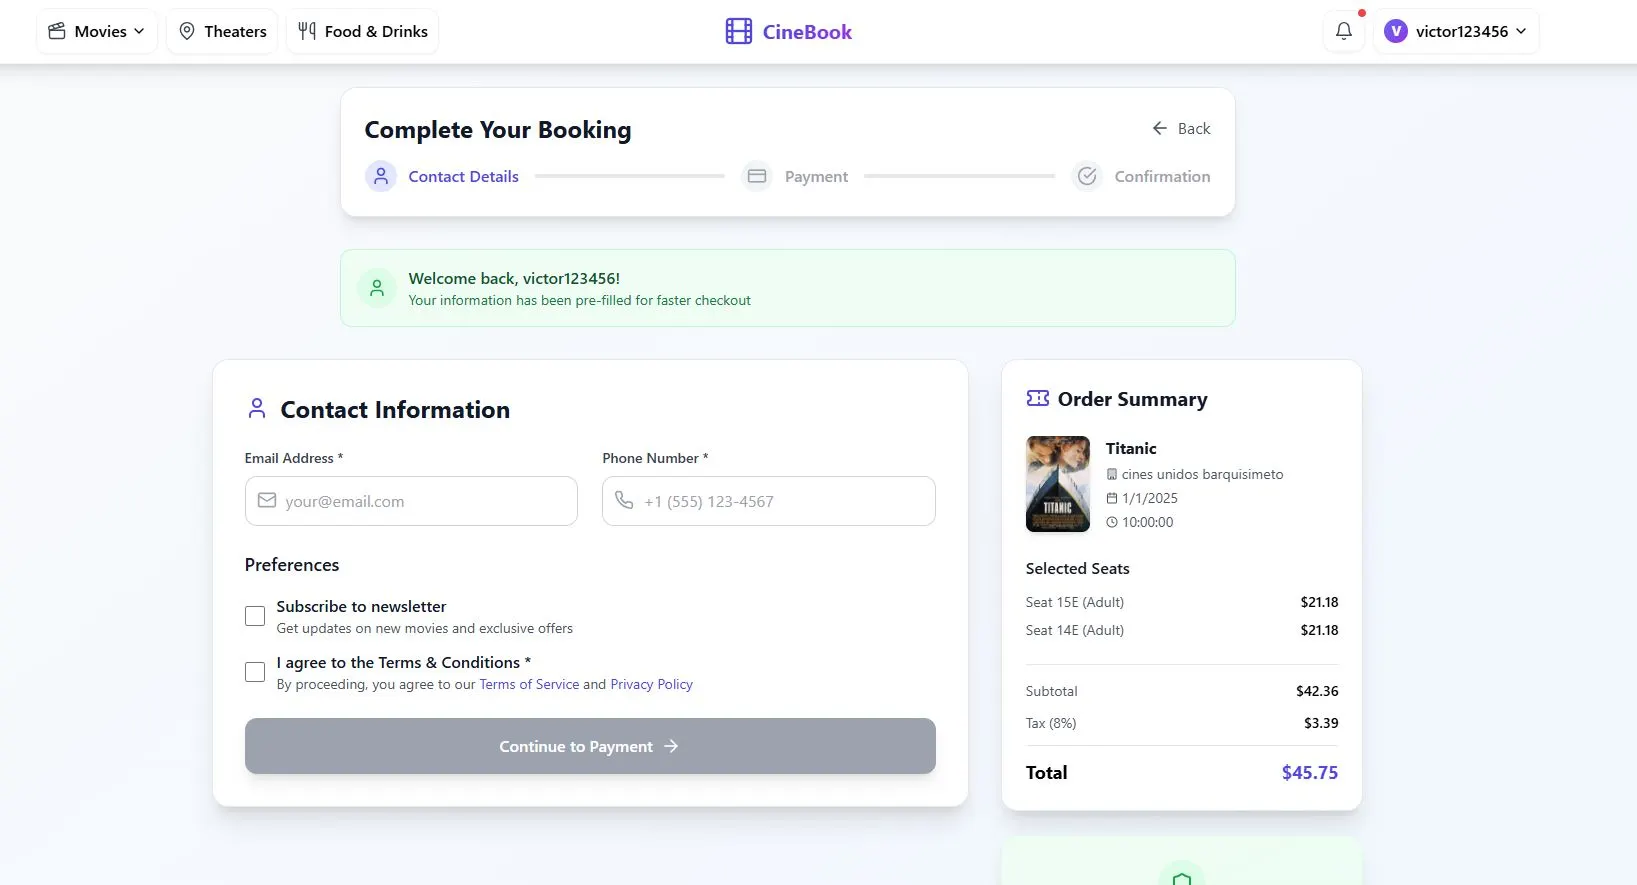 Movies
Theaters
Food & Drinks
CineBook
V
victor123456
Complete Your Booking
Back
Contact Details
Payment
Confirmation
Welcome back, victor123456!
Your information has been pre-filled for faster checkout
Contact Information
Email Address *
Phone Number *
your@email.com
+1 (555) 123-4567
Preferences
Subscribe to newsletter
Get updates on new movies and exclusive offers
I agree to the Terms & Conditions *
By proceeding, you agree to our Terms of Service and Privacy Policy
Continue to Payment
Order Summary
TITANIC
Titanic
cines unidos barquisimeto
1/1/2025
10:00:00
Selected Seats
Seat 15E (Adult) $21.18
Seat 14E (Adult) $21.18
Subtotal $42.36
Tax (8%) $3.39
Total $45.75